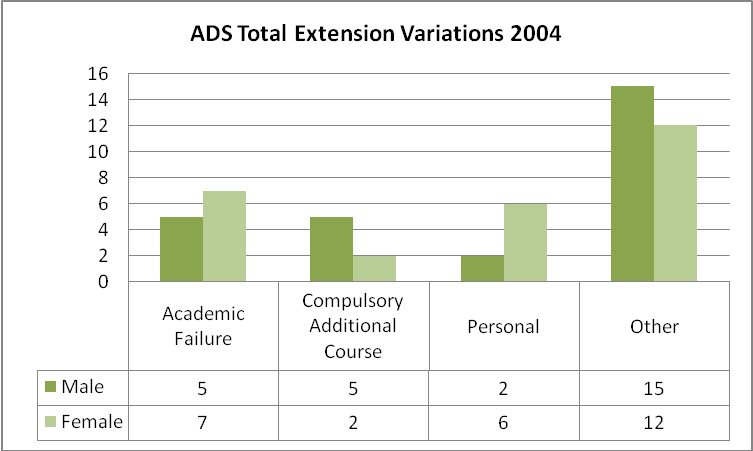 ADS Total Extension Variations 2004
16
14
12
10
8
6
4
2
0
Academic
Failure
Compulsory
Additional
Course
Personal
Other
Male 5 5 2 15
Female 7 2 6 12